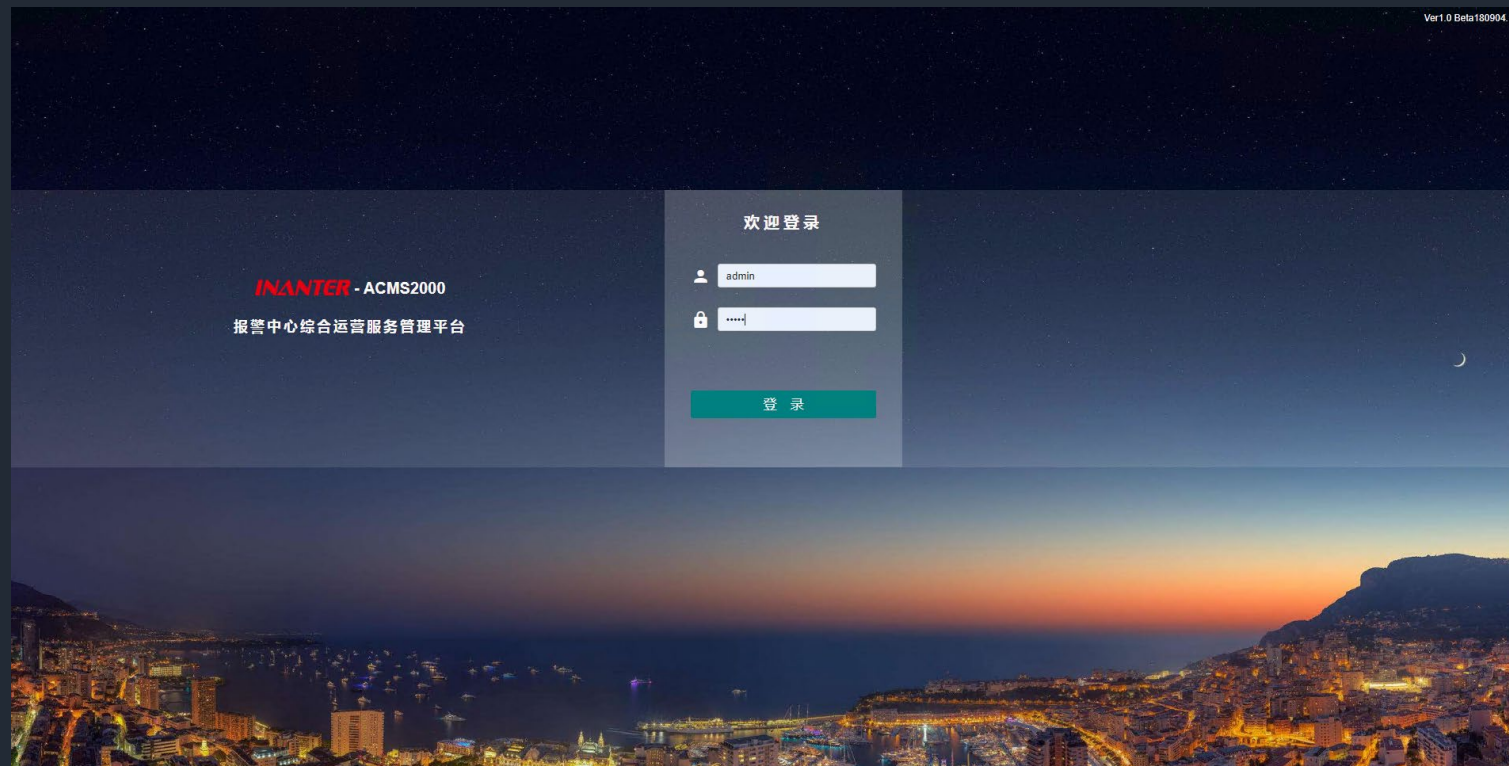 Ver1.0 Beta180904.
欢迎登录
INANTER - ACMS2000
报警中心综合运营服务管理平台
admin
•••••
登 录